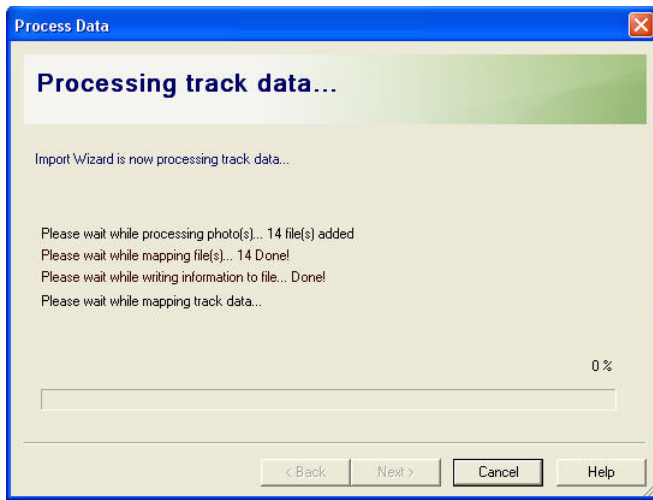 Process Data
Processing track data...
Import Wizard is now processing track data...
Please wait while processing photo(s)... 14 file(s) added
Please wait while mapping file(s)... 14 Done!
Please wait while writing information to file... Done!
Please wait while mapping track data...
0 %
< Back Next > Cancel Help